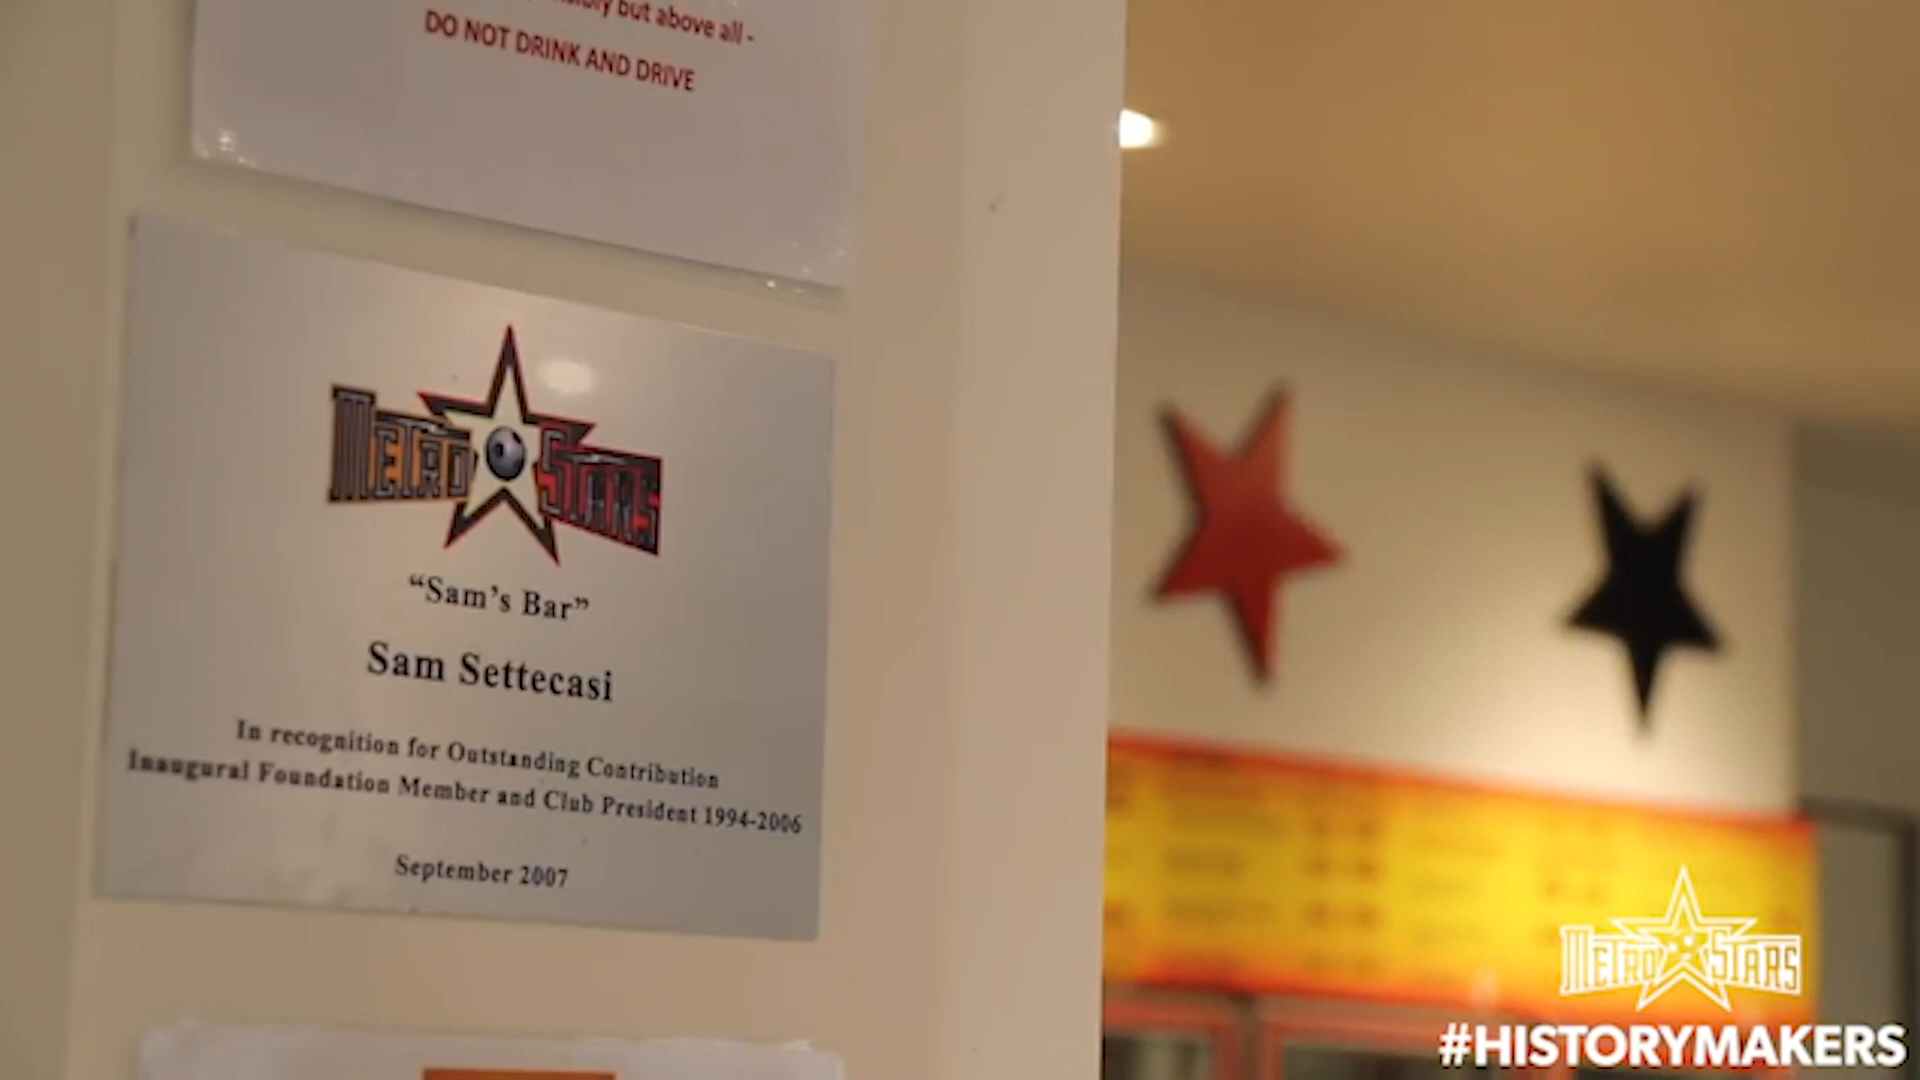 but above all -
DO NOT DRINK AND DRIVE
METRO STARS
“Sam’s Bar”
Sam Settecasi
In recognition for Outstanding Contribution
Inaugural Foundation Member and Club President 1994-2006
September 2007
METRO STARS
#HISTORYMAKERS